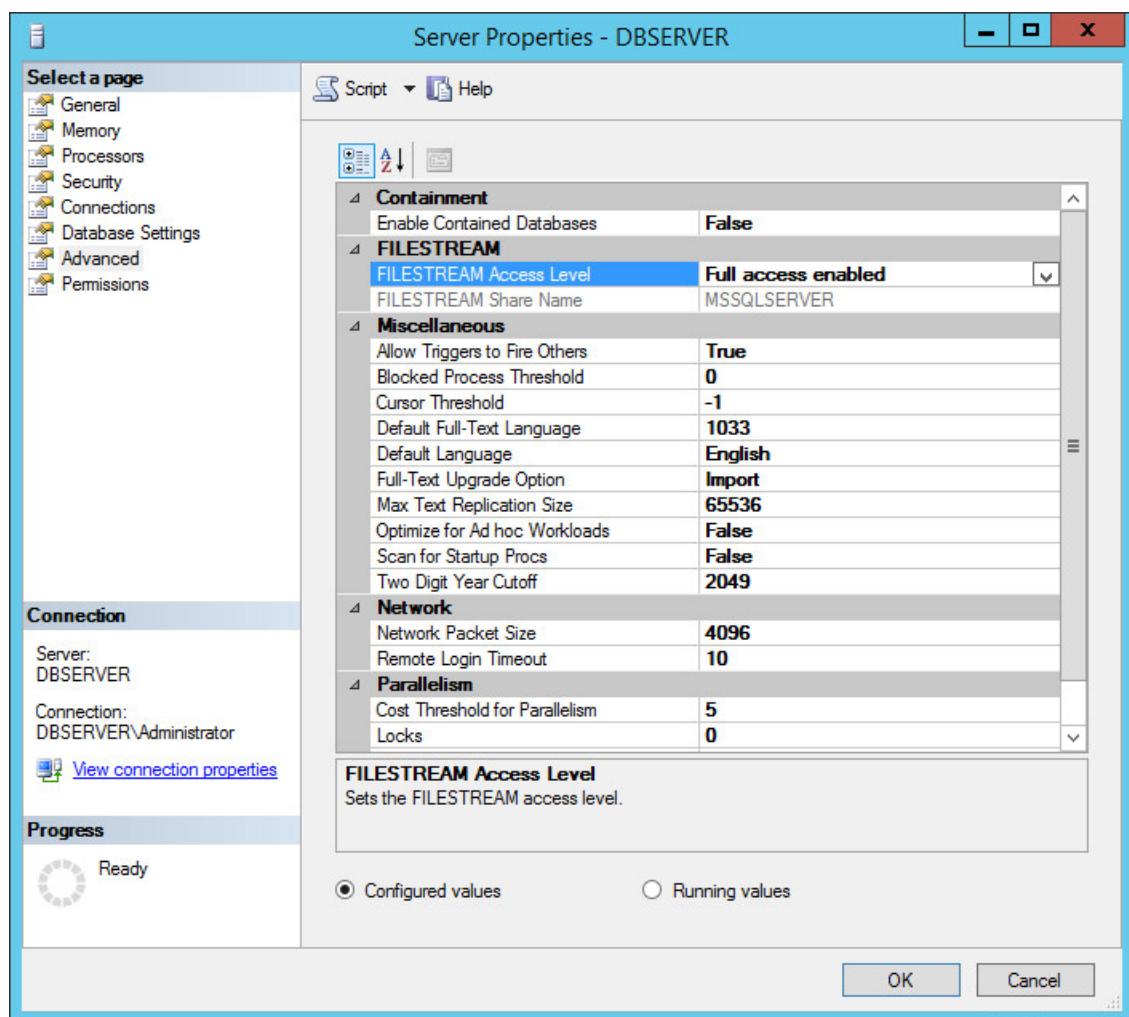 Server Properties - DBSERVER
Select a page
General
Memory
Processors
Security
Connections
Database Settings
Advanced
Permissions
Connection
Server:
DBSERVER
Connection:
DBSERVER\Administrator
View connection properties
Progress
Ready
Script Help
Containment
Enable Contained Databases False
FILESTREAM
FILESTREAM Access Level Full access enabled
FILESTREAM Share Name MSSQLSERVER
Miscellaneous
Allow Triggers to Fire Others True
Blocked Process Threshold 0
Cursor Threshold -1
Default Full-Text Language 1033
Default Language English
Full-Text Upgrade Option Import
Max Text Replication Size 65536
Optimize for Ad hoc Workloads False
Scan for Startup Procs False
Two Digit Year Cutoff 2049
Network
Network Packet Size 4096
Remote Login Timeout 10
Parallelism
Cost Threshold for Parallelism 5
Locks 0
FILESTREAM Access Level
Sets the FILESTREAM access level.
Configured values Running values
OK Cancel